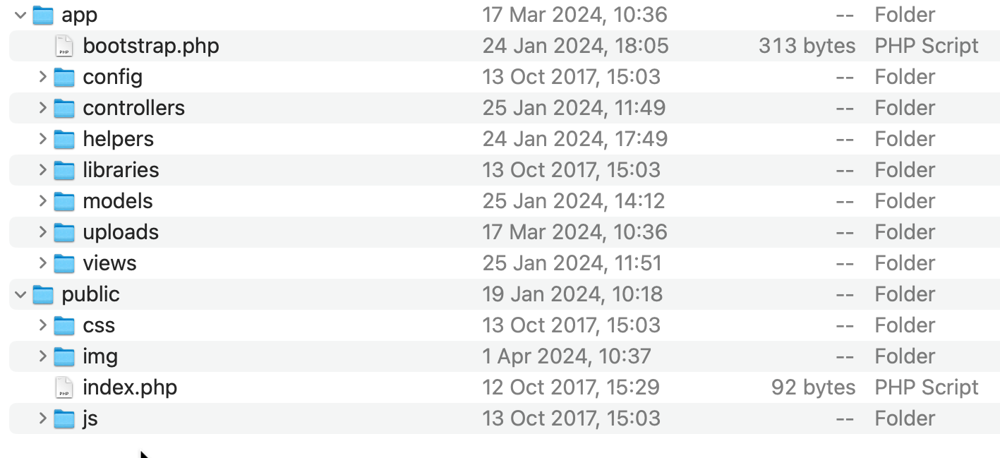 app 17 Mar 2024, 10:36 -- Folder
PHP bootstrap.php 24 Jan 2024, 18:05 313 bytes PHP Script
config 13 Oct 2017, 15:03 -- Folder
controllers 25 Jan 2024, 11:49 -- Folder
helpers 24 Jan 2024, 17:49 -- Folder
libraries 13 Oct 2017, 15:03 -- Folder
models 25 Jan 2024, 14:12 -- Folder
uploads 17 Mar 2024, 10:36 -- Folder
views 25 Jan 2024, 11:51 -- Folder
public 19 Jan 2024, 10:18 -- Folder
css 13 Oct 2017, 15:03 -- Folder
img 1 Apr 2024, 10:37 -- Folder
PHP index.php 12 Oct 2017, 15:29 92 bytes PHP Script
js 13 Oct 2017, 15:03 -- Folder